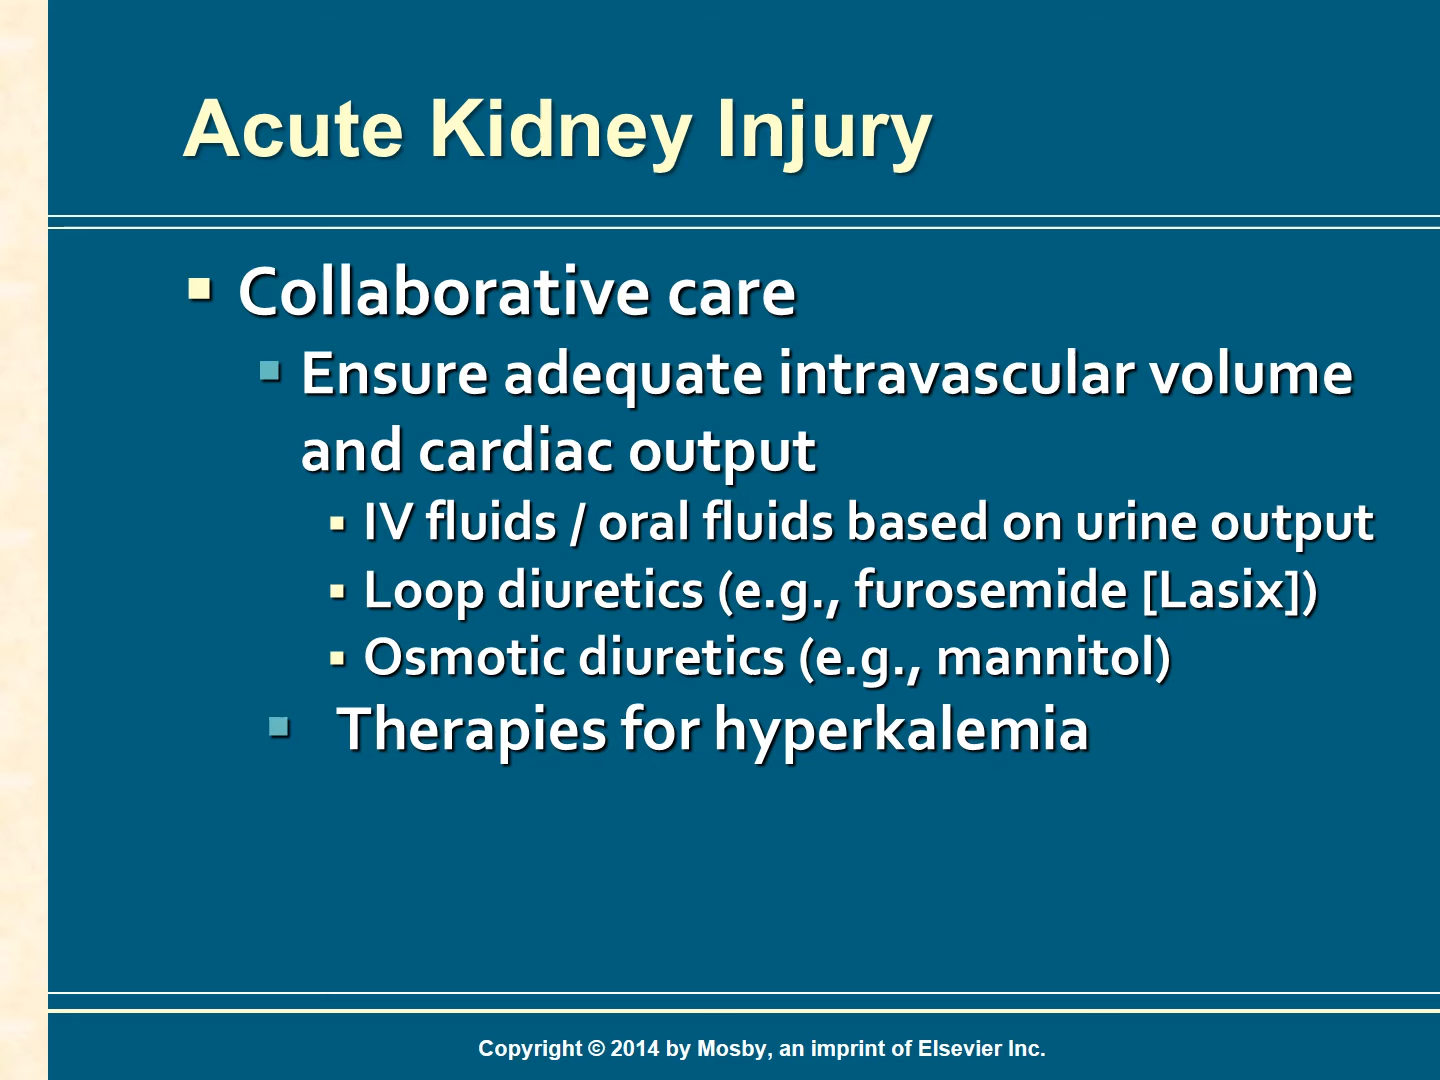 Acute Kidney Injury
Collaborative care
Ensure adequate intravascular volume
and cardiac output
IV fluids / oral fluids based on urine output
Loop diuretics (e.g., furosemide [Lasix])
Osmotic diuretics (e.g., mannitol)
Therapies for hyperkalemia
Copyright © 2014 by Mosby, an imprint of Elsevier Inc.